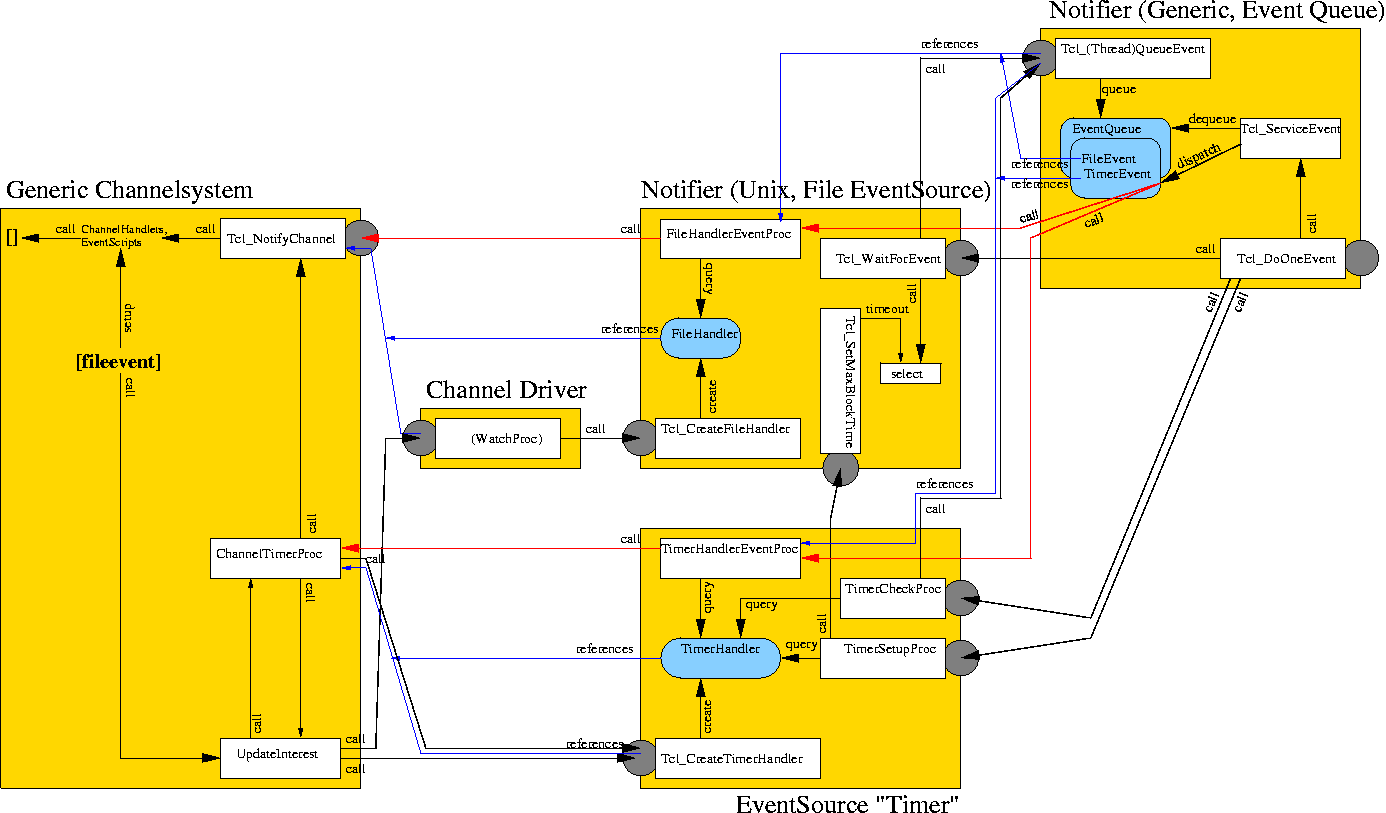 Notifier (Generic, Event Queue)
references
Tcl_(Thread)QueueEvent
call
queue
EventQueue
dequeue
Tcl_ServiceEvent
FileEvent
references
TimerEvent
dispatch
references
call
call
call
Tcl_DoOneEvent
call
call
call
Generic Channelsystem
[]
call
ChannelHandlers,
EventScripts
call
Tcl_NotifyChannel
setup
[fileevent]
call
call
ChannelTimerProc
call
call
call
UpdateInterest
call
call
Notifier (Unix, File EventSource)
call
FileHandlerEventProc
query
Tcl_WaitForEvent
call
references
FileHandler
Tcl_SetMaxBlockTime
timeout
select
create
Tcl_CreateFileHandler
Channel Driver
(WatchProc)
call
references
call
call
TimerHandlerEventProc
call
query
query
TimerCheckProc
call
references
TimerHandler
query
TimerSetupProc
create
references
Tcl_CreateTimerHandler
EventSource "Timer"